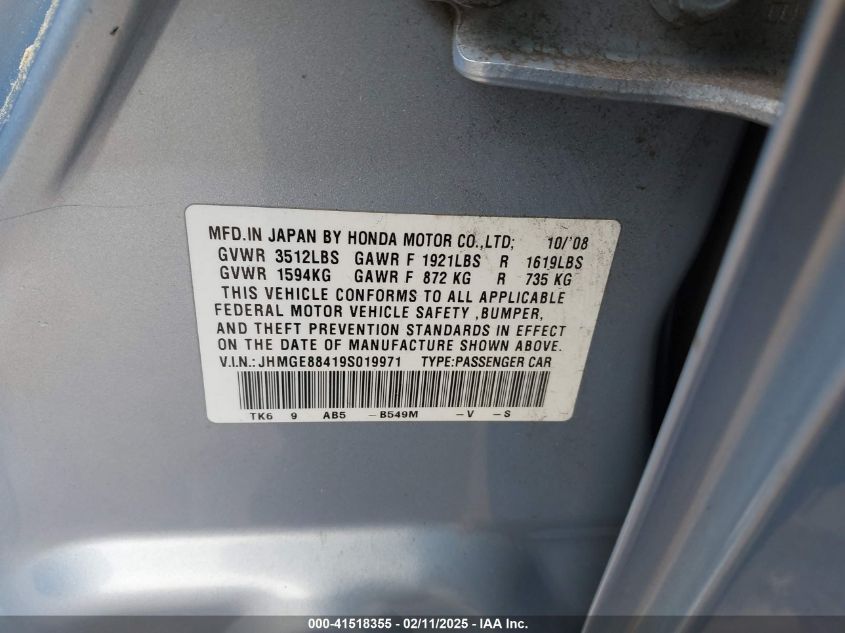 MFD.IN JAPAN BY HONDA MOTOR CO.,LTD; 10/'08
GVWR 3512LBS GAWR F 1921LBS R 1619LBS
GVWR 1594KG GAWR F 872 KG R 735 KG
THIS VEHICLE CONFORMS TO ALL APPLICABLE
FEDERAL MOTOR VEHICLE SAFETY ,BUMPER,
AND THEFT PREVENTION STANDARDS IN EFFECT
ON THE DATE OF MANUFACTURE SHOWN ABOVE.
V.I.N.:JHMGE88419S019971 TYPE:PASSENGER CAR
TK6 9 AB5 -B549M -V -S
000-41518355 - 02/11/2025 - IAA Inc.